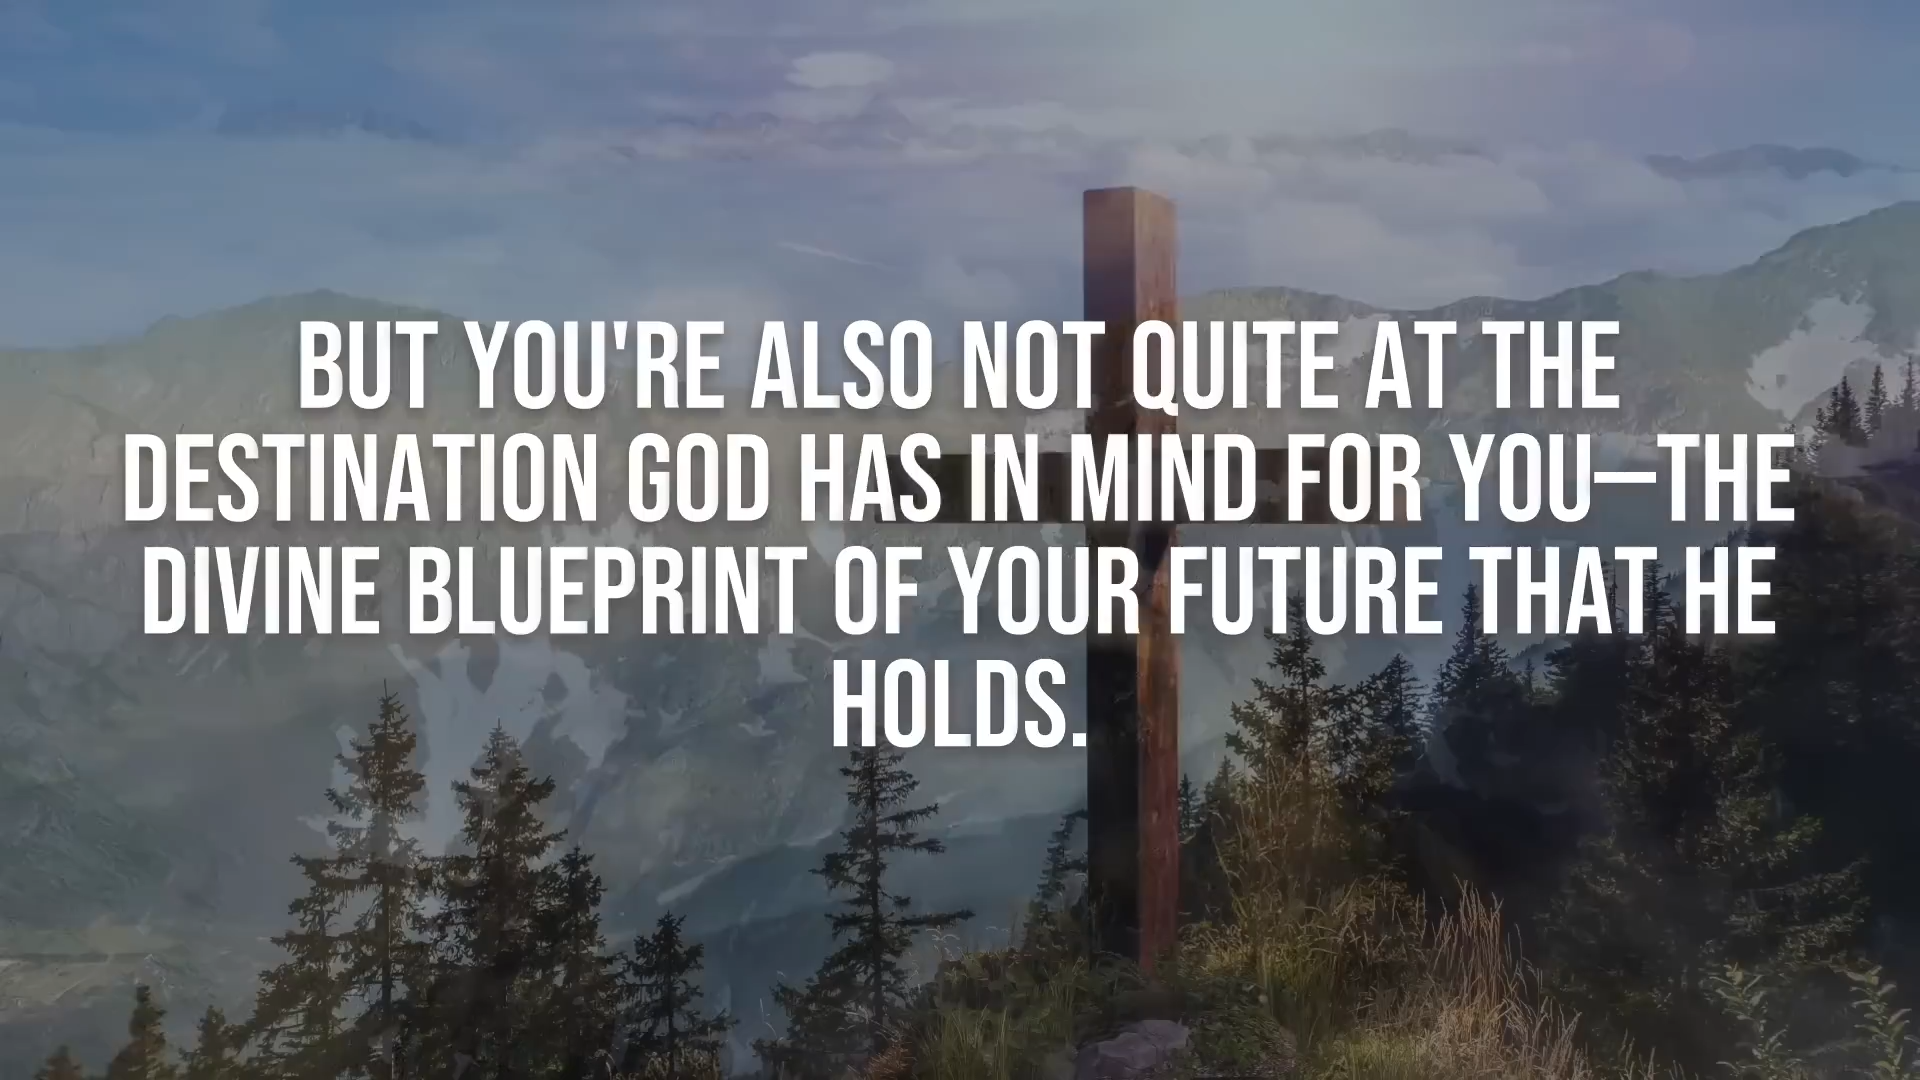 BUT YOU'RE ALSO NOT QUITE AT THE
DESTINATION GOD HAS IN MIND FOR YOU—THE
DIVINE BLUEPRINT OF YOUR FUTURE THAT HE
HOLDS.